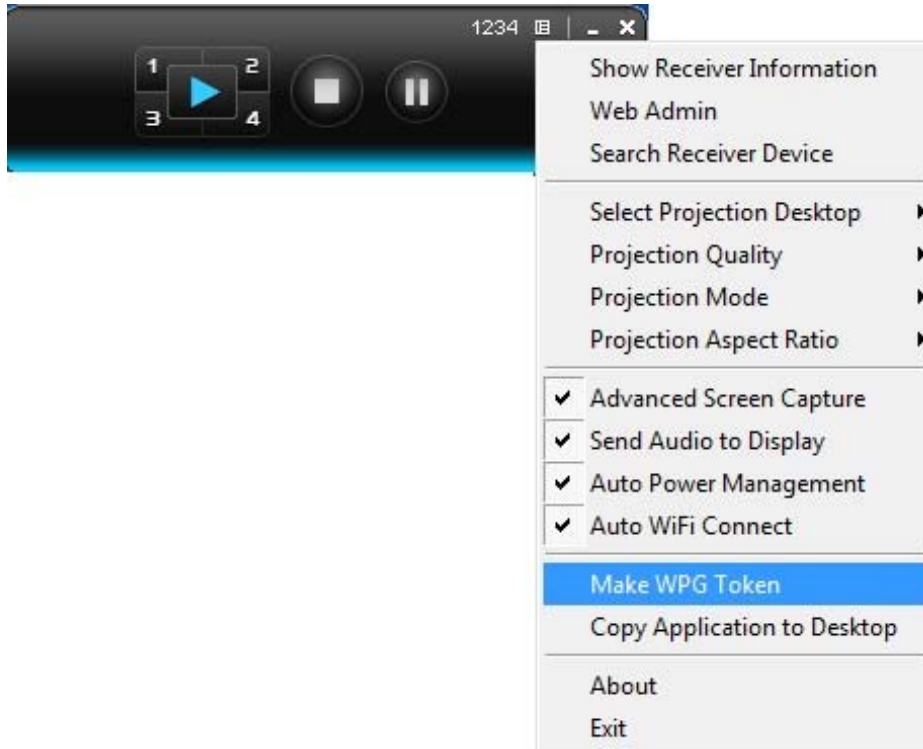 1234
1 2
3 4
Show Receiver Information
Web Admin
Search Receiver Device
Select Projection Desktop
Projection Quality
Projection Mode
Projection Aspect Ratio
Advanced Screen Capture
Send Audio to Display
Auto Power Management
Auto WiFi Connect
Make WPG Token
Copy Application to Desktop
About
Exit